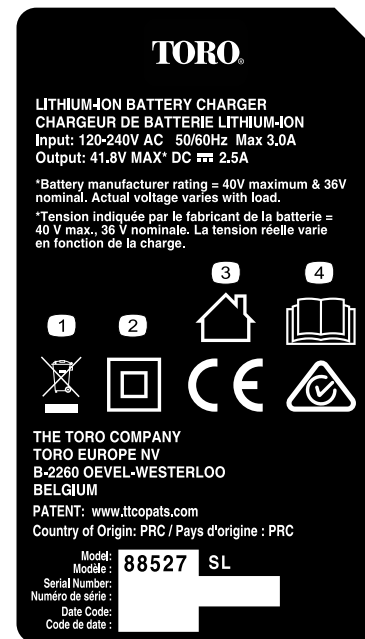 TORO®
LITHIUM-ION BATTERY CHARGER
CHARGEUR DE BATTERIE LITHIUM-ION
Input: 120-240V AC 50/60Hz Max 3.0A
Output: 41.8V MAX* DC ⎓ 2.5A
*Battery manufacturer rating = 40V maximum & 36V
nominal. Actual voltage varies with load.
*Tension indiquée par le fabricant de la batterie =
40 V max., 36 V nominale. La tension réelle varie
en fonction de la charge.
3 4
1 2
CE
THE TORO COMPANY
TORO EUROPE NV
B-2260 OEVEL-WESTERLOO
BELGIUM
PATENT: www.ttcopats.com
Country of Origin: PRC / Pays d'origine : PRC
Model:
Modèle : 88527 SL
Serial Number:
Numéro de série :
Date Code:
Code de date :